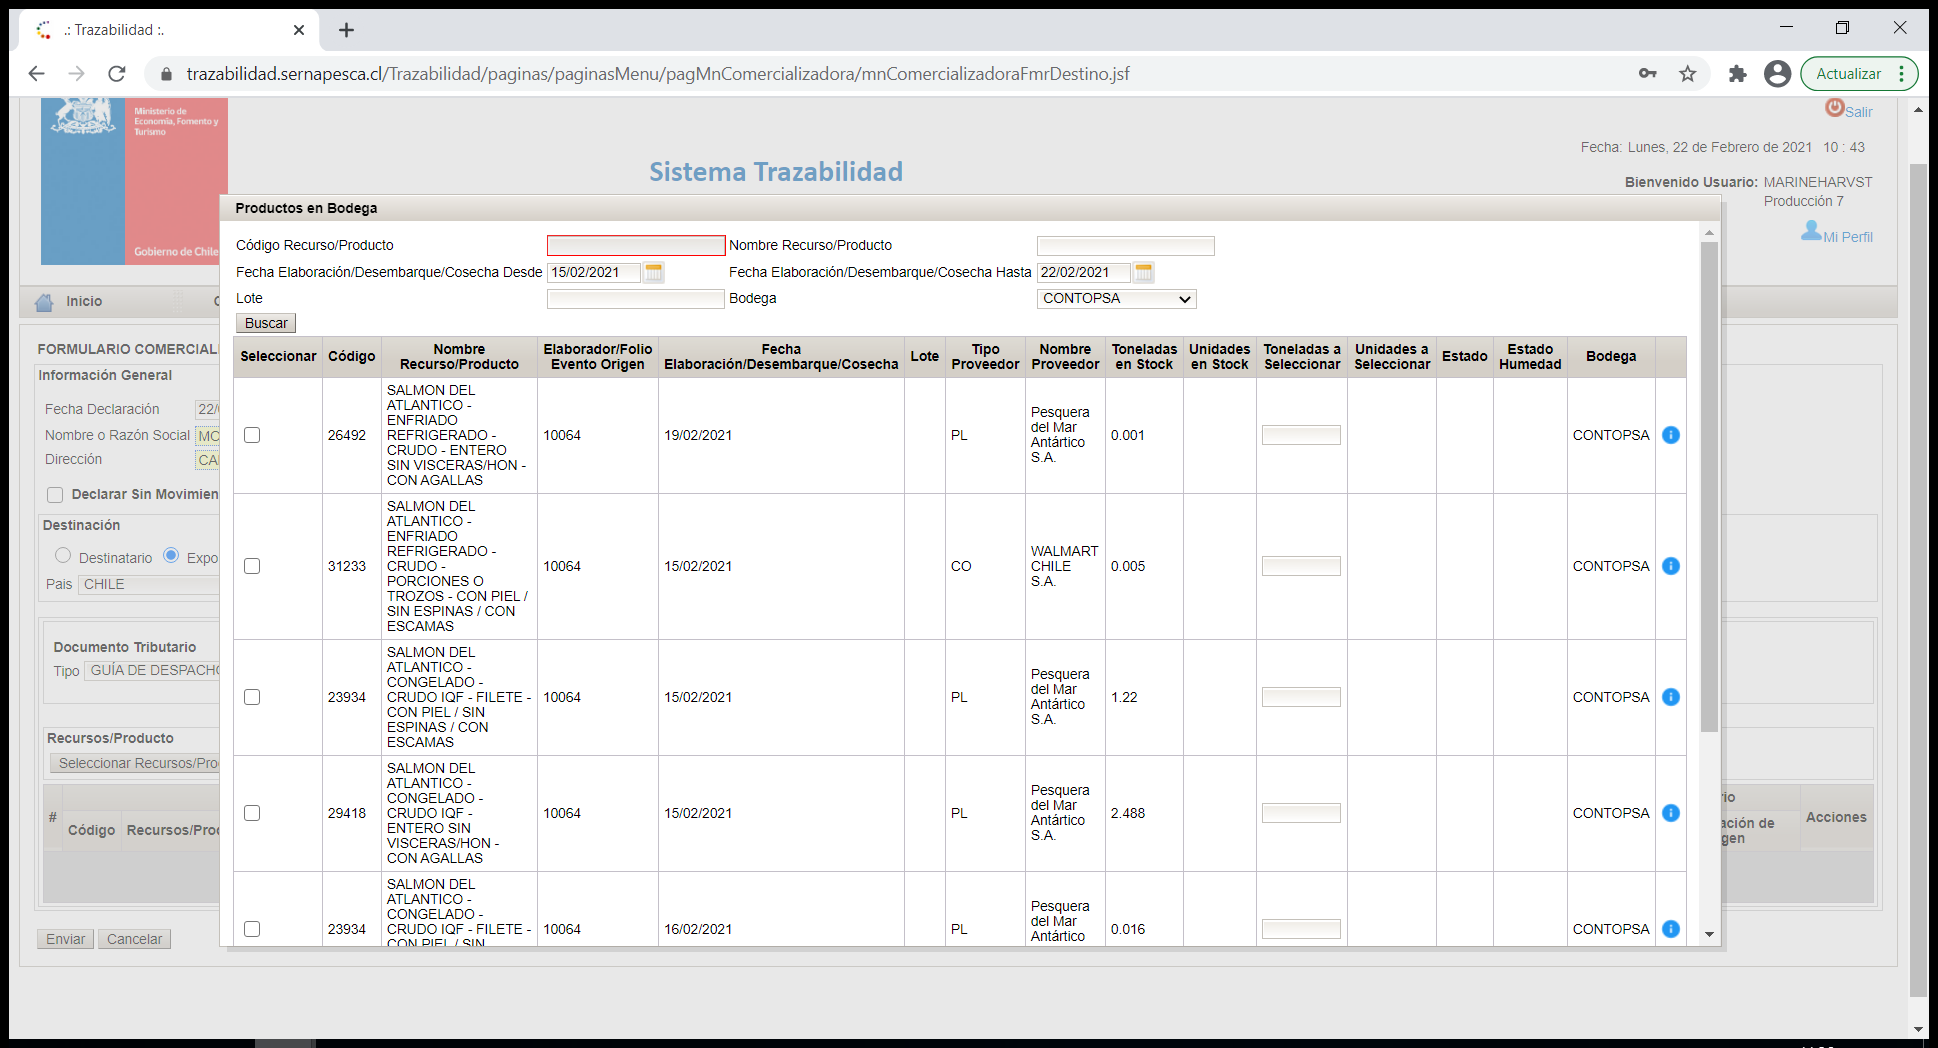 .: Trazabilidad :.
trazabilidad.sernapesca.cl/Trazabilidad/paginas/paginasMenu/pagMnComercializadora/mnComercializadoraFmrDestino.jsf
Actualizar
Ministerio de
Economía, Fomento y
Turismo
Gobierno de Chile
Salir
Fecha: Lunes, 22 de Febrero de 2021 10 : 43
Sistema Trazabilidad
Bienvenido Usuario: MARINEHARVST
Producción 7
Mi Perfil
Inicio
Productos en Bodega
Código Recurso/Producto
Nombre Recurso/Producto
Fecha Elaboración/Desembarque/Cosecha Desde 15/02/2021
Fecha Elaboración/Desembarque/Cosecha Hasta 22/02/2021
Lote
Bodega CONTOPSA
Buscar
Seleccionar
Código
Nombre
Recurso/Producto
Elaborador/Folio
Evento Origen
Fecha
Elaboración/Desembarque/Cosecha
Lote
Tipo
Proveedor
Nombre
Proveedor
Toneladas
en Stock
Unidades
en Stock
Toneladas a
Seleccionar
Unidades a
Seleccionar
Estado
Estado
Humedad
Bodega
26492
SALMON DEL
ATLANTICO -
ENFRIADO
REFRIGERADO -
CRUDO - ENTERO
SIN VISCERAS/HON -
CON AGALLAS
10064
19/02/2021
PL
Pesquera
del Mar
Antártico
S.A.
0.001
CONTOPSA
31233
SALMON DEL
ATLANTICO -
ENFRIADO
REFRIGERADO -
CRUDO -
PORCIONES O
TROZOS - CON PIEL /
SIN ESPINAS / CON
ESCAMAS
10064
15/02/2021
CO
WALMART
CHILE
S.A.
0.005
CONTOPSA
23934
SALMON DEL
ATLANTICO -
CONGELADO -
CRUDO IQF - FILETE -
CON PIEL / SIN
ESPINAS / CON
ESCAMAS
10064
15/02/2021
PL
Pesquera
del Mar
Antártico
S.A.
1.22
CONTOPSA
29418
SALMON DEL
ATLANTICO -
CONGELADO -
CRUDO IQF -
ENTERO SIN
VISCERAS/HON -
CON AGALLAS
10064
15/02/2021
PL
Pesquera
del Mar
Antártico
S.A.
2.488
CONTOPSA
23934
SALMON DEL
ATLANTICO -
CONGELADO -
CRUDO IQF - FILETE -
CON PIEL / SIN
10064
16/02/2021
PL
Pesquera
del Mar
Antártico
0.016
CONTOPSA
FORMULARIO COMERCIAL
Información General
Fecha Declaración 22/
Nombre o Razón Social MO
Dirección CA
Declarar Sin Movimien
Destinación
Destinatario Expo
Pais CHILE
Documento Tributario
Tipo GUÍA DE DESPACHO
Recursos/Producto
Seleccionar Recursos/Pro
#
Código
Recursos/Prod
rio
ación de
gen
Acciones
Enviar
Cancelar